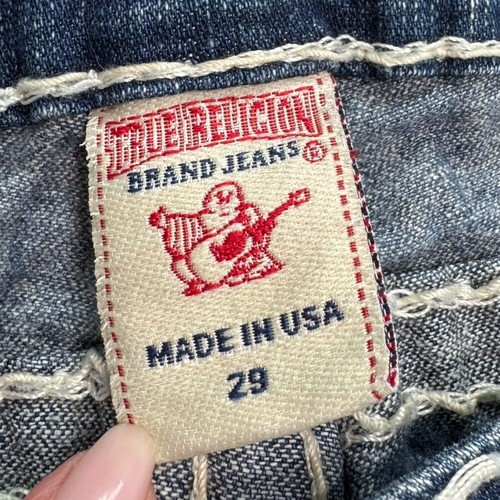 TRUE RELIGION
BRAND JEANS ®
MADE IN USA
29